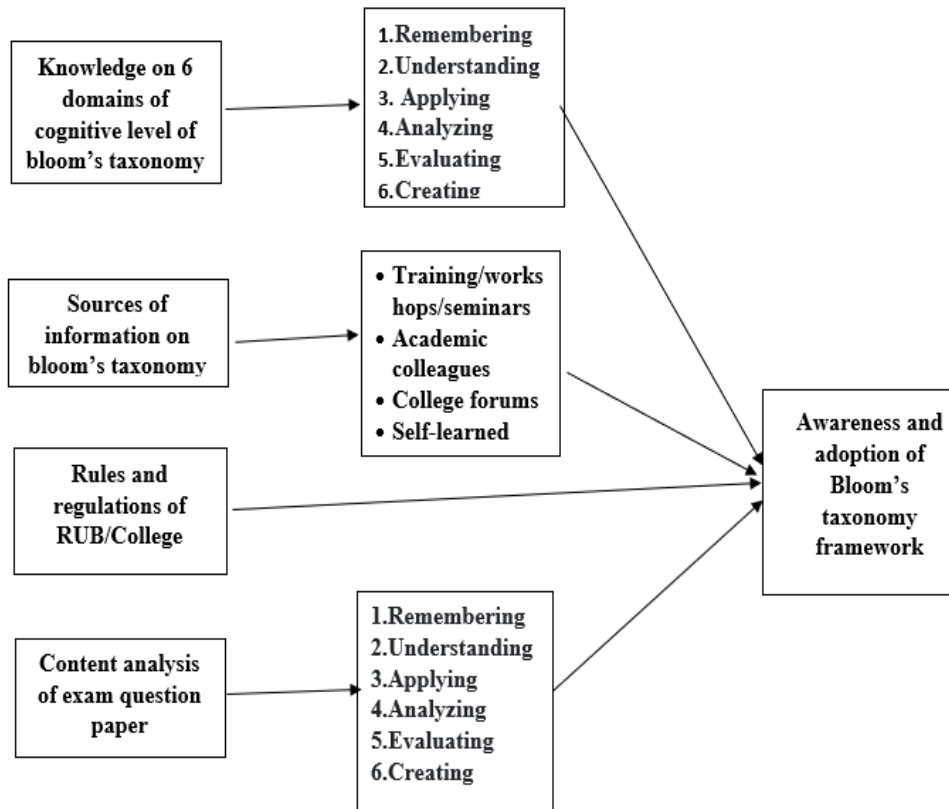 Knowledge on 6
domains of
cognitive level of
bloom's taxonomy
1.Remembering
2.Understanding
3. Applying
4.Analyzing
5.Evaluating
6.Creating
Sources of
information on
bloom's taxonomy
• Training/works
hops/seminars
• Academic
colleagues
• College forums
• Self-learned
Rules and
regulations of
RUB/College
Content analysis
of exam question
paper
1.Remembering
2.Understanding
3.Applying
4.Analyzing
5.Evaluating
6.Creating
Awareness and
adoption of
Bloom's
taxonomy
framework